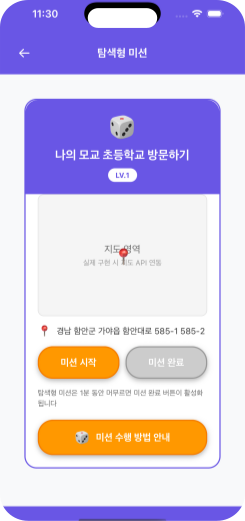 11:30
탐색형 미션
나의 모교 초등학교 방문하기
LV.1
지도 영역
실제 구현 시 지도 API 연동
경남 함안군 가야읍 함안대로 585-1 585-2
미션 시작
미션 완료
탐색형 미션은 1분 동안 머무르면 미션 완료 버튼이 활성화
됩니다
미션 수행 방법 안내